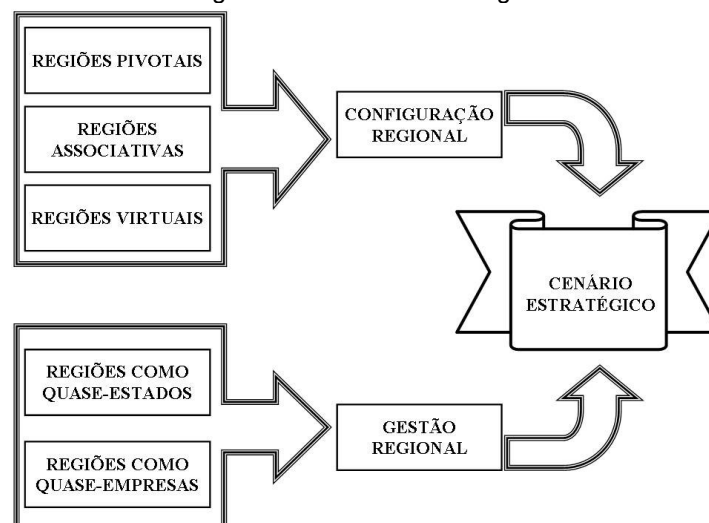 REGIÕES PIVOTAIS
REGIÕES
ASSOCIATIVAS
REGIÕES VIRTUAIS
CONFIGURAÇÃO
REGIONAL
CENÁRIO
ESTRATÉGICO
REGIÕES COMO
QUASE-ESTADOS
REGIÕES COMO
QUASE-EMPRESAS
GESTÃO
REGIONAL